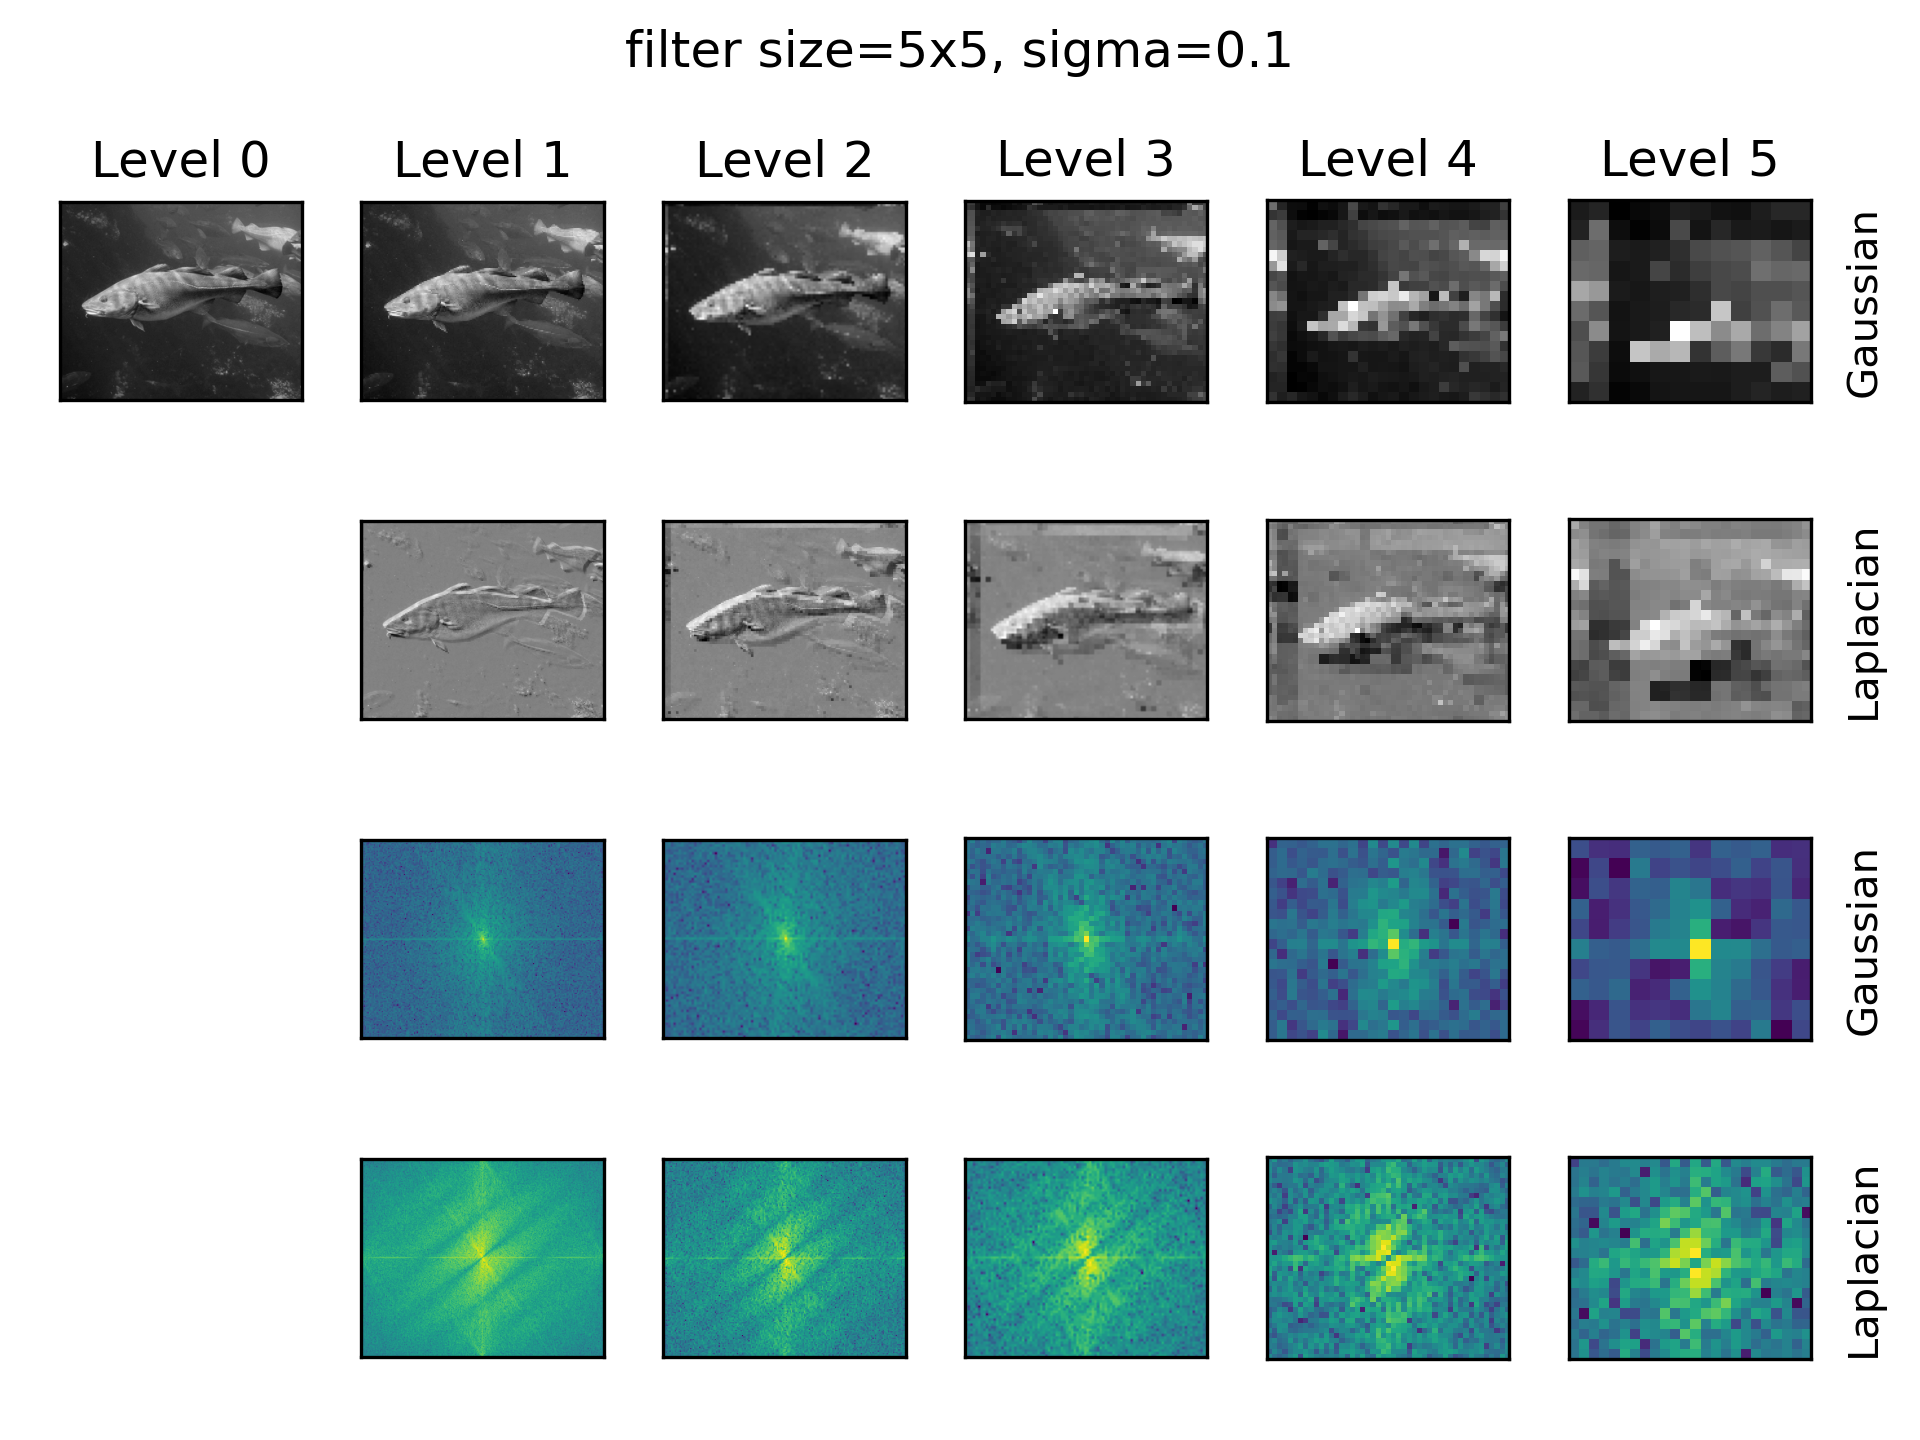 filter size=5x5, sigma=0.1
Level 0
Level 1
Level 2
Level 3
Level 4
Level 5
Gaussian
Laplacian
Gaussian
Laplacian